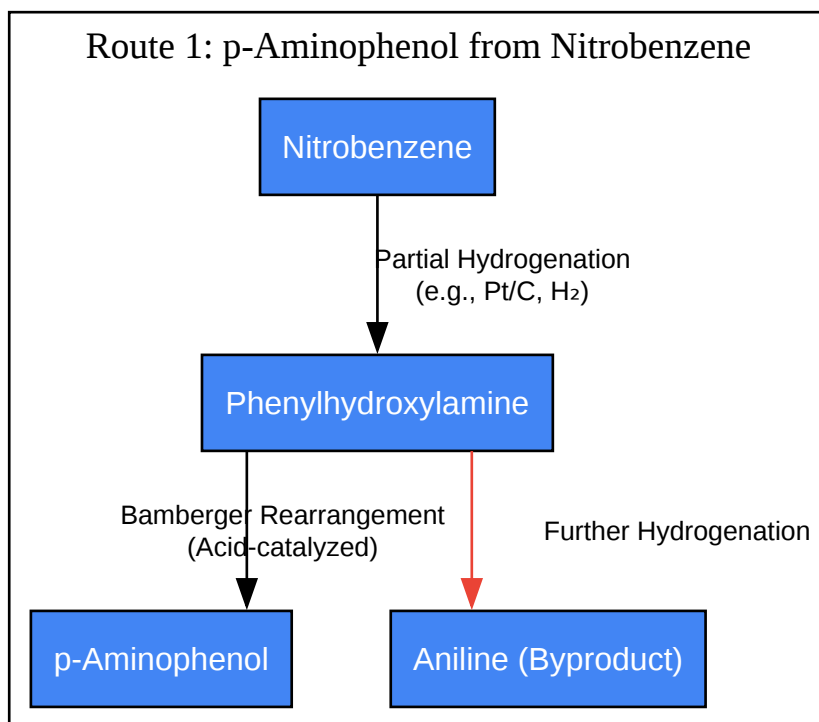 Route 1: p-Aminophenol from Nitrobenzene
Nitrobenzene
Partial Hydrogenation
(e.g., Pt/C, H₂)
Phenylhydroxylamine
Bamberger Rearrangement
(Acid-catalyzed)
Further Hydrogenation
p-Aminophenol
Aniline (Byproduct)